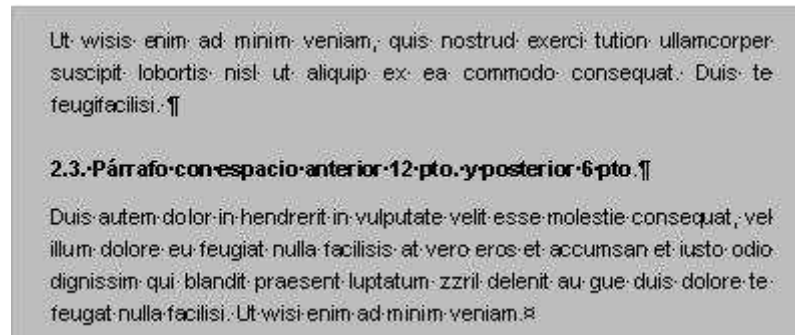 Ut wisis enim ad minim veniam, quis nostrud exerci tution ullamcorper
suscipit lobortis nisl ut aliquip ex ea commodo consequat. Duis te
feugifacilisi. ¶
2.3. Párrafo con espacio anterior 12 pto. y posterior 6 pto.¶
Duis autem dolor in hendrerit in vulputate velit esse molestie consequat, vel
illum dolore eu feugiat nulla facilisis at vero eros et accumsan et iusto odio
dignissim qui blandit praesent luptatum zzril delenit au gue duis dolore te
feugat nulla facilisi. Ut wisi enim ad minim veniam.¤